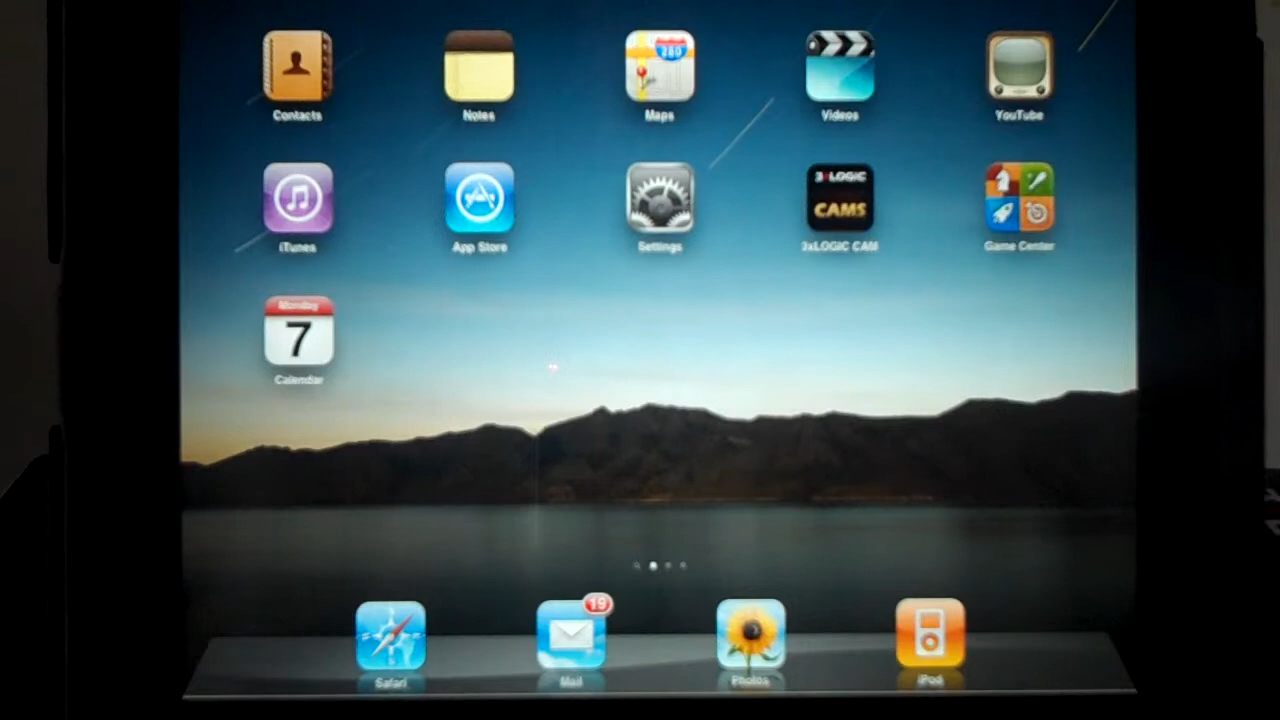 280
Contacts
Notes
Maps
Videos
YouTube
3xLOGIC
CAMS
iTunes
App Store
Settings
3xLOGIC CAM
Game Center
Monday
7
Calendar
19
Safari
Mail
Photos
iPod